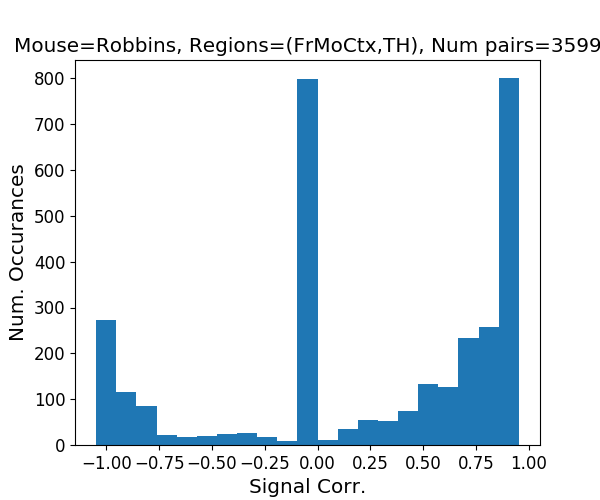 Mouse=Robbins, Regions=(FrMoCtx,TH), Num pairs=3599
800
700
600
500
400
300
200
100
0
Num. Occurances
−1.00 −0.75 −0.50 −0.25 0.00 0.25 0.50 0.75 1.00
Signal Corr.